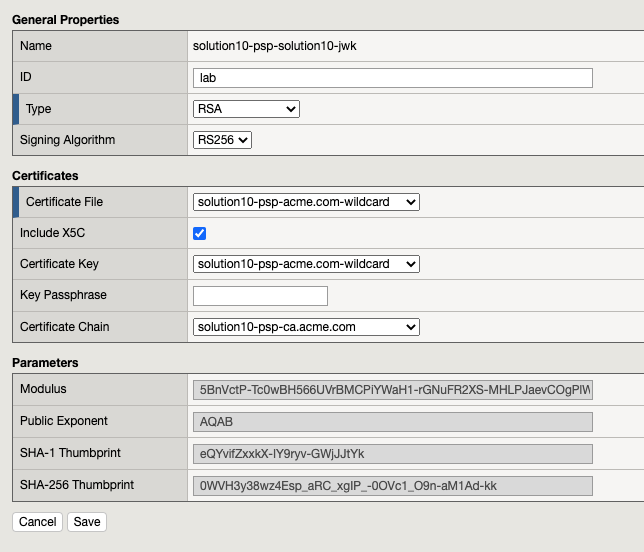 General Properties
Name solution10-psp-solution10-jwk
ID lab
Type RSA
Signing Algorithm RS256
Certificates
Certificate File solution10-psp-acme.com-wildcard
Include X5C
Certificate Key solution10-psp-acme.com-wildcard
Key Passphrase
Certificate Chain solution10-psp-ca.acme.com
Parameters
Modulus 5BnVctP-Tc0wBH566UVrBMCPiYWaH1-rGNuFR2XS-MHLPJaevCOgPlW
Public Exponent AQAB
SHA-1 Thumbprint eQYvifZxxkX-lY9ryv-GWjJJtYk
SHA-256 Thumbprint 0WVH3y38wz4Esp_aRC_xgIP_-0OVc1_O9n-aM1Ad-kk
Cancel Save